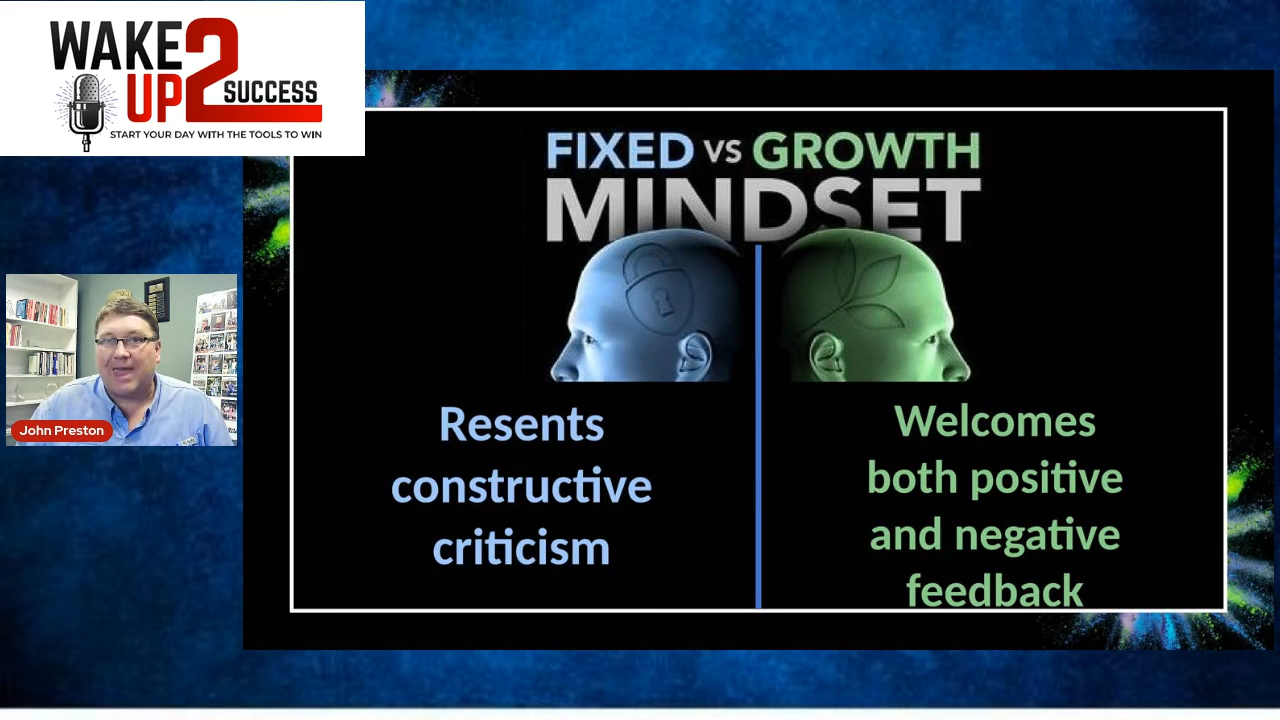 WAKE
UP 2 SUCCESS
START YOUR DAY WITH THE TOOLS TO WIN
FIXED VS GROWTH
MINDSET
Resents
constructive
criticism
Welcomes
both positive
and negative
feedback
John Preston